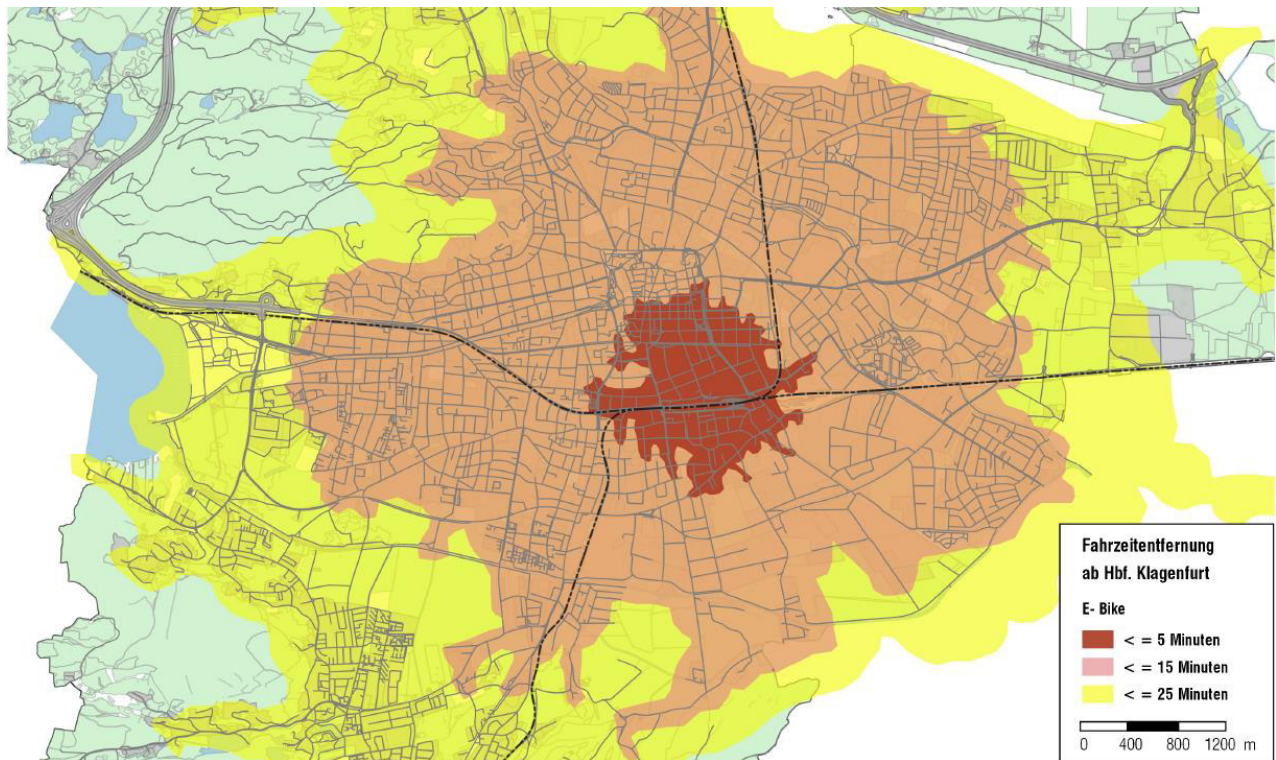 Fahrzeitentfernung
ab Hbf. Klagenfurt
E- Bike
< = 5 Minuten
< = 15 Minuten
< = 25 Minuten
0 400 800 1200 m